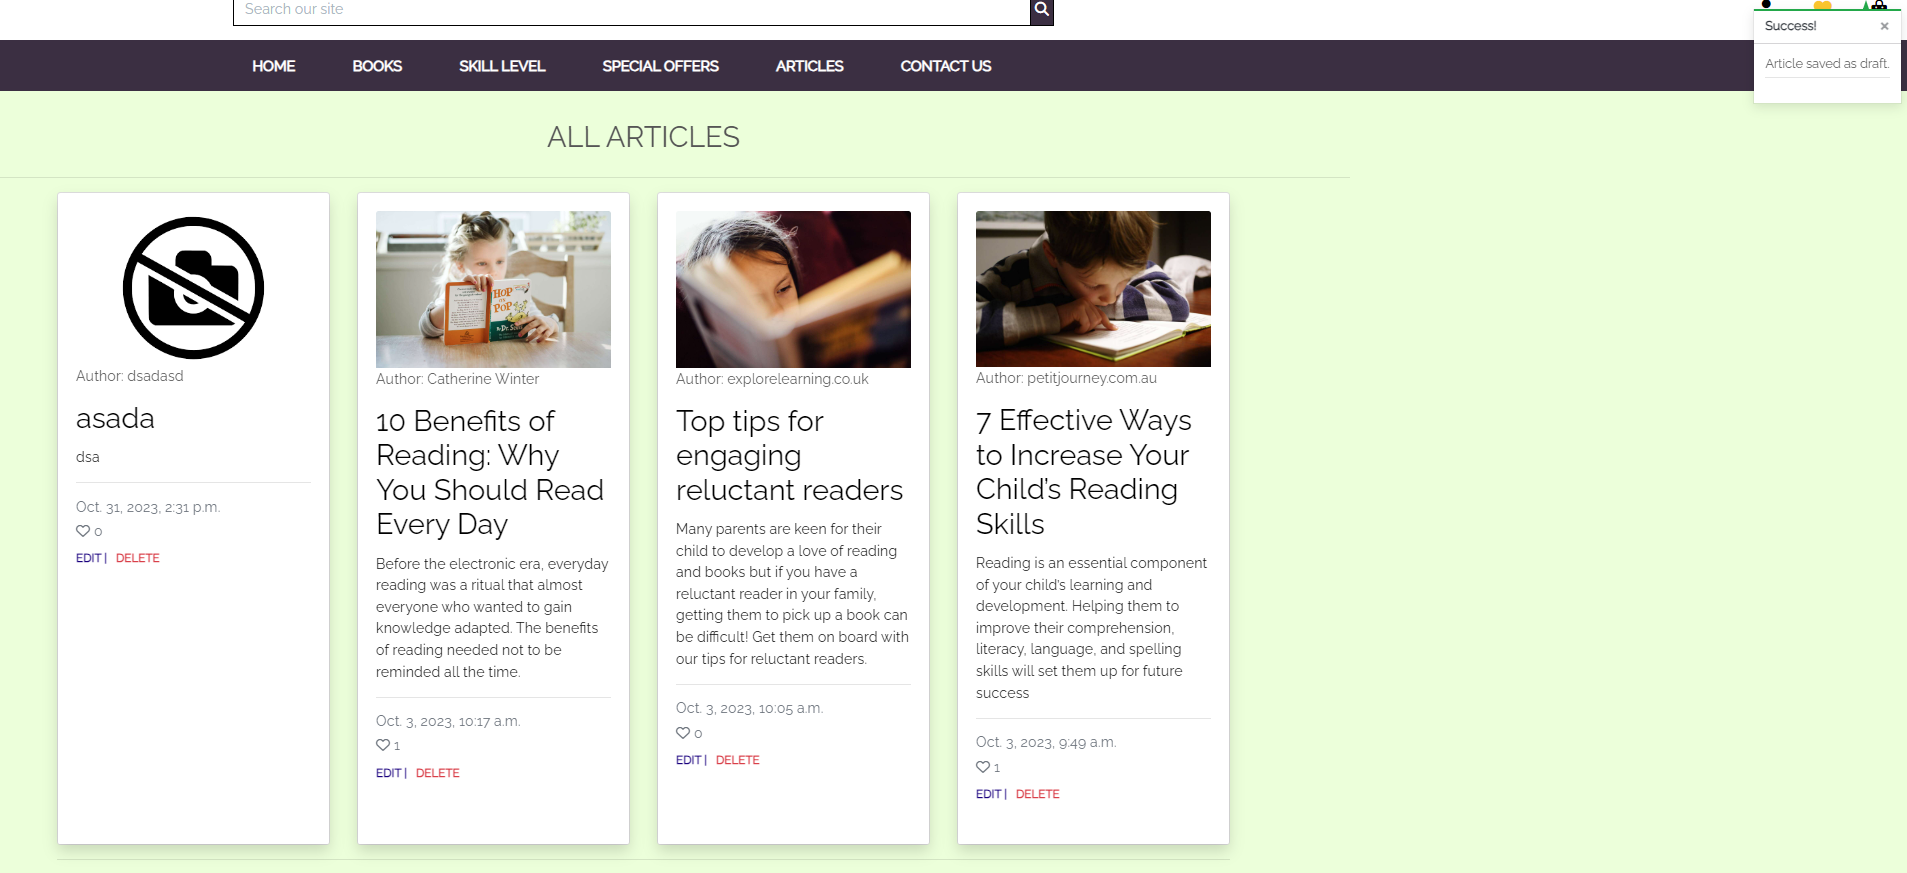 Search our site
Success! ×
Article saved as draft.
HOME BOOKS SKILL LEVEL SPECIAL OFFERS ARTICLES CONTACT US
ALL ARTICLES
Author: dsadasd
asada
dsa
Oct. 31, 2023, 2:31 p.m.
0
EDIT | DELETE
HOP
ON
POP
By Dr. Seuss
Author: Catherine Winter
10 Benefits of
Reading: Why
You Should Read
Every Day
Before the electronic era, everyday
reading was a ritual that almost
everyone who wanted to gain
knowledge adapted. The benefits
of reading needed not to be
reminded all the time.
Oct. 3, 2023, 10:17 a.m.
1
EDIT | DELETE
Author: explorelearning.co.uk
Top tips for
engaging
reluctant readers
Many parents are keen for their
child to develop a love of reading
and books but if you have a
reluctant reader in your family,
getting them to pick up a book can
be difficult! Get them on board with
our tips for reluctant readers.
Oct. 3, 2023, 10:05 a.m.
0
EDIT | DELETE
Author: petitjourney.com.au
7 Effective Ways
to Increase Your
Child's Reading
Skills
Reading is an essential component
of your child's learning and
development. Helping them to
improve their comprehension,
literacy, language, and spelling
skills will set them up for future
success
Oct. 3, 2023, 9:49 a.m.
1
EDIT | DELETE